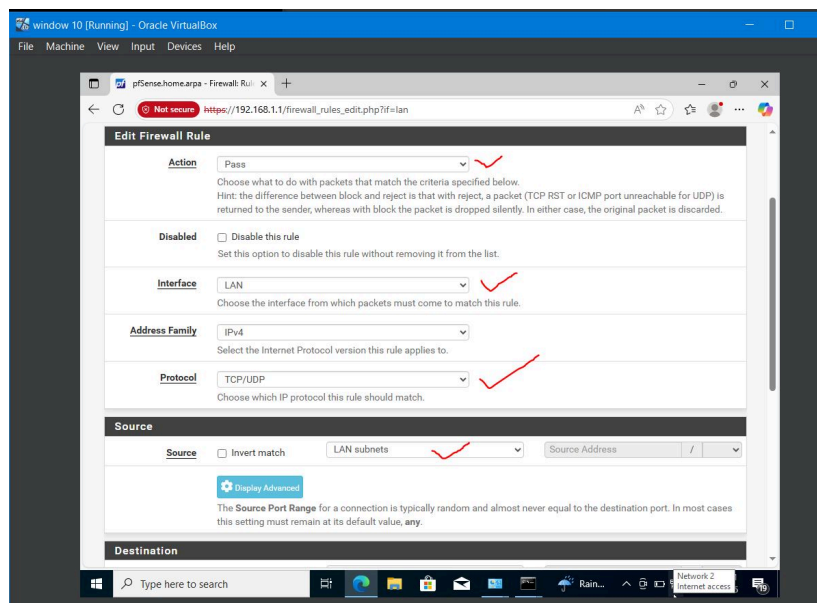 window 10 [Running] - Oracle VirtualBox
File Machine View Input Devices Help
pfSense.home.arpa - Firewall: Rul
Not secure https://192.168.1.1/firewall_rules_edit.php?if=lan
Edit Firewall Rule
Action Pass
Choose what to do with packets that match the criteria specified below.
Hint: the difference between block and reject is that with reject, a packet (TCP RST or ICMP port unreachable for UDP) is
returned to the sender, whereas with block the packet is dropped silently. In either case, the original packet is discarded.
Disabled Disable this rule
Set this option to disable this rule without removing it from the list.
Interface LAN
Choose the interface from which packets must come to match this rule.
Address Family IPv4
Select the Internet Protocol version this rule applies to.
Protocol TCP/UDP
Choose which IP protocol this rule should match.
Source
Source Invert match LAN subnets Source Address /
Display Advanced
The Source Port Range for a connection is typically random and almost never equal to the destination port. In most cases
this setting must remain at its default value, any.
Destination
Type here to search Rain... Network 2
Internet access
19